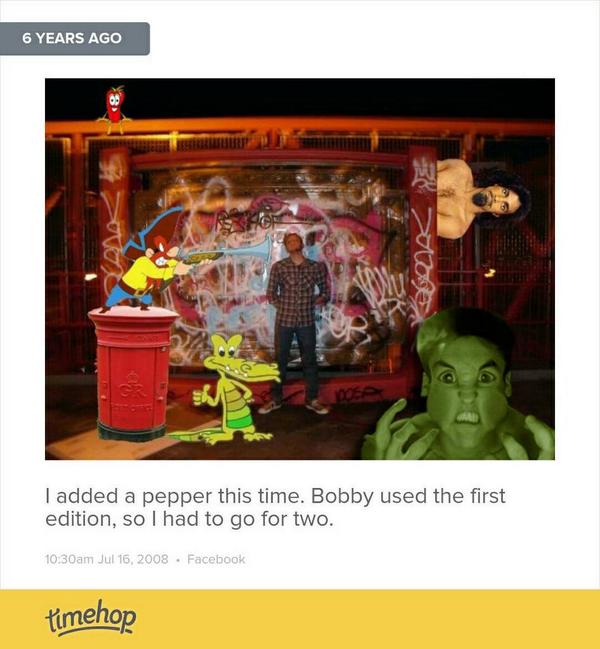 6 YEARS AGO
I added a pepper this time. Bobby used the first
edition, so I had to go for two.
10:30am Jul 16, 2008 • Facebook
timehop